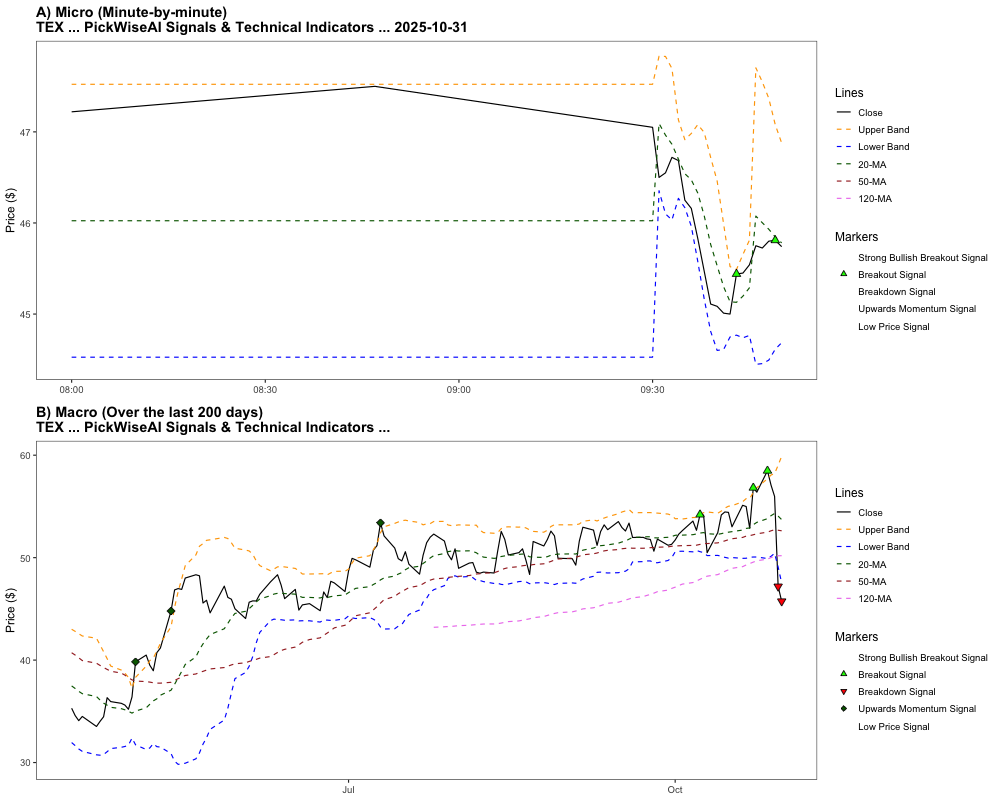 A) Micro (Minute-by-minute)
TEX ... PickWiseAI Signals & Technical Indicators ... 2025-10-31
Price ($)
47
46
45
08:00
08:30
09:00
09:30
Lines
Close
Upper Band
Lower Band
20-MA
50-MA
120-MA
Markers
Strong Bullish Breakout Signal
Breakout Signal
Breakdown Signal
Upwards Momentum Signal
Low Price Signal
B) Macro (Over the last 200 days)
TEX ... PickWiseAI Signals & Technical Indicators ...
Price ($)
60
50
40
30
Jul
Oct
Lines
Close
Upper Band
Lower Band
20-MA
50-MA
120-MA
Markers
Strong Bullish Breakout Signal
Breakout Signal
Breakdown Signal
Upwards Momentum Signal
Low Price Signal